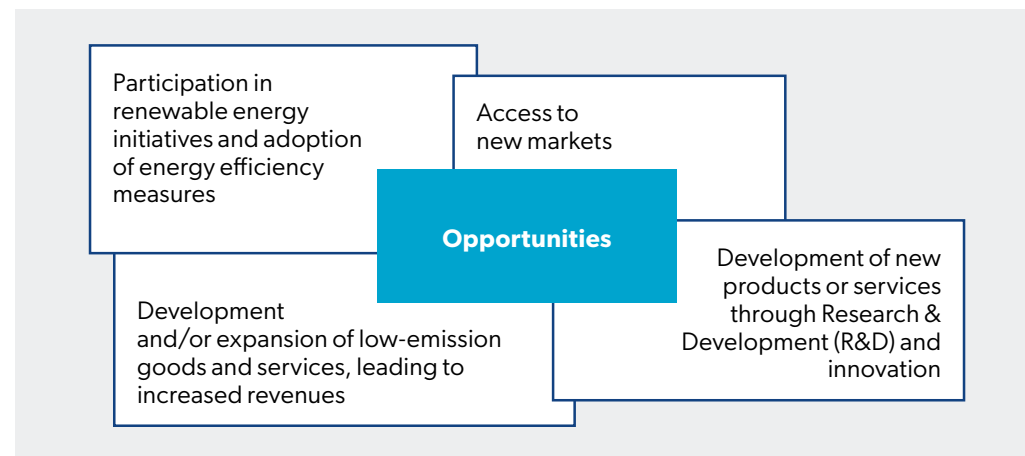 Participation in
renewable energy
initiatives and adoption
of energy efficiency
measures
Access to
new markets
Opportunities
Development
and/or expansion of low-emission
goods and services, leading to
increased revenues
Development of new
products or services
through Research &
Development (R&D) and
innovation